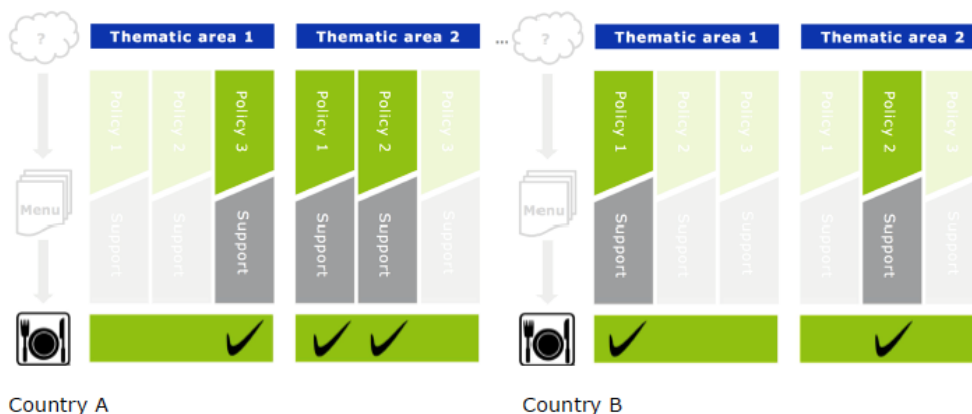 ?
Thematic area 1
Thematic area 2
...
?
Thematic area 1
Thematic area 2
Policy 1
Policy 2
Policy 3
Policy 1
Policy 2
Policy 3
Policy 1
Policy 2
Policy 3
Policy 1
Policy 2
Policy 3
Menu
Support
Support
Support
Support
Support
Support
Menu
Support
Support
Support
Support
Support
Support
Country A
Country B